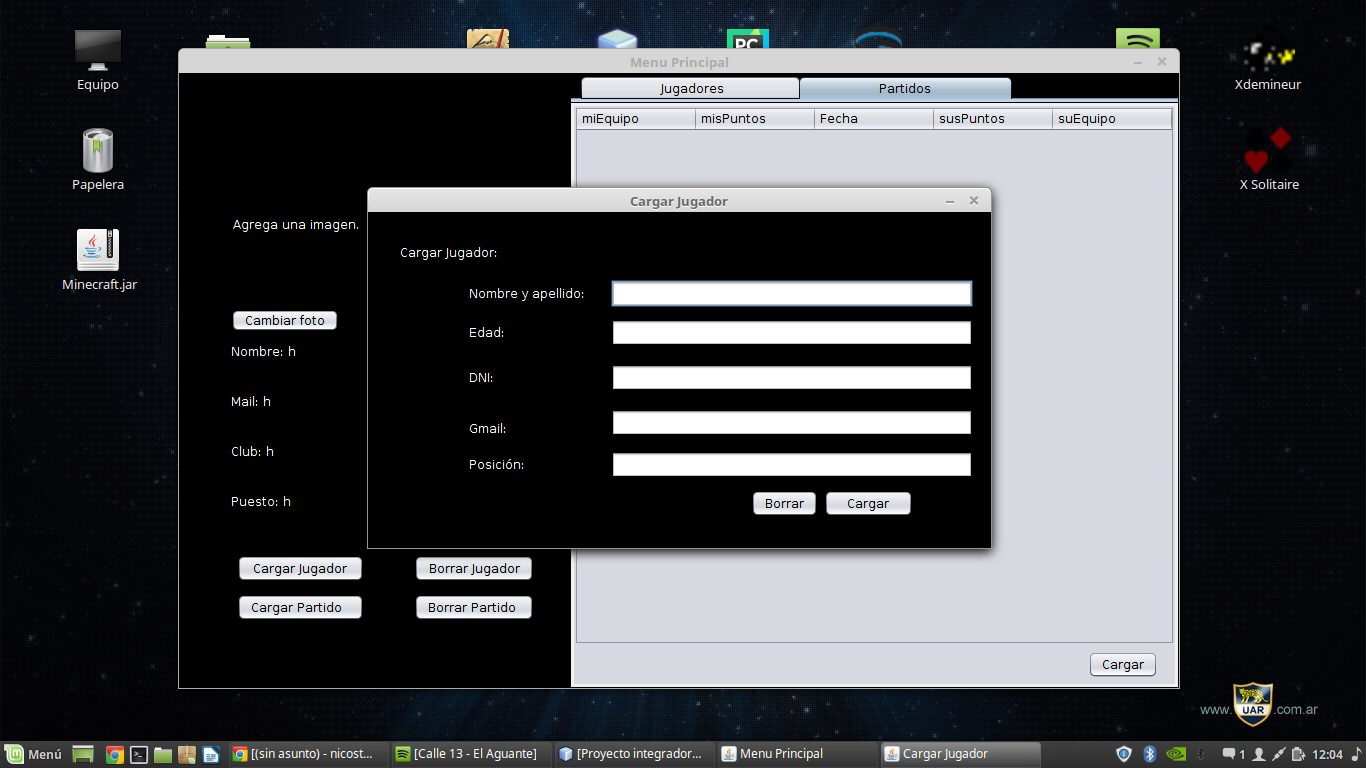 Equipo
Papelera
Minecraft.jar
PC
Xdemineur
X Solitaire
Menu Principal
Jugadores
Partidos
miEquipo
misPuntos
Fecha
susPuntos
suEquipo
Agrega una imagen.
Cambiar foto
Nombre: h
Mail: h
Club: h
Puesto: h
Cargar Jugador
Borrar Jugador
Cargar Partido
Borrar Partido
Cargar
Cargar Jugador
Cargar Jugador:
Nombre y apellido:
Edad:
DNI:
Gmail:
Posición:
Borrar
Cargar
www.UAR.com.ar
Menú
[(sin asunto) - nicost...
[Calle 13 - El Aguante]
[Proyecto integrador...
Menu Principal
Cargar Jugador
1
12:04